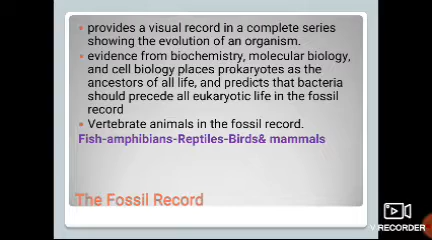 • provides a visual record in a complete series
showing the evolution of an organism.
• evidence from biochemistry, molecular biology,
and cell biology places prokaryotes as the
ancestors of all life, and predicts that bacteria
should precede all eukaryotic life in the fossil
record
• Vertebrate animals in the fossil record.
Fish-amphibians-Reptiles-Birds& mammals
The Fossil Record
V RECORDER